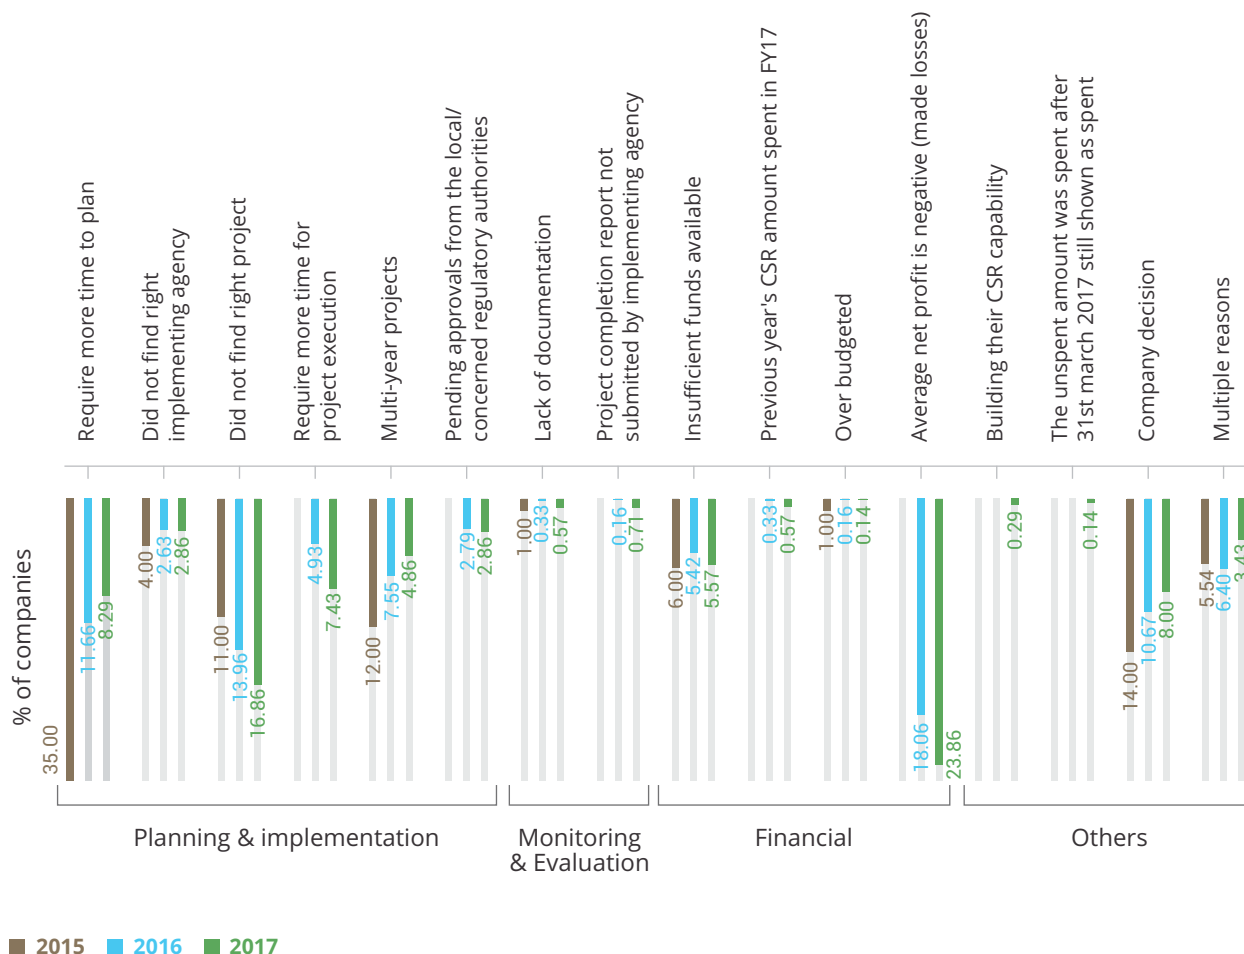 Require more time to plan
Did not find right
implementing agency
Did not find right project
Require more time for
project execution
Multi-year projects
Pending approvals from the local/
concerned regulatory authorities
Lack of documentation
Project completion report not
submitted by implementing agency
Insufficient funds available
Previous year's CSR amount spent in FY17
Over budgeted
Average net profit is negative (made losses)
Building their CSR capability
The unspent amount was spent after
31st march 2017 still shown as spent
Company decision
Multiple reasons
% of companies
35.00
11.66
8.29
4.00
2.63
2.86
11.00
13.96
16.86
4.93
7.43
12.00
7.55
4.86
2.79
2.86
1.00
0.33
0.57
0.16
0.71
6.00
5.42
5.57
0.33
0.57
1.00
0.16
0.14
18.06
23.86
0.29
0.14
14.00
10.67
8.00
5.54
6.40
3.43
Planning & implementation
Monitoring
& Evaluation
Financial
Others
2015
2016
2017